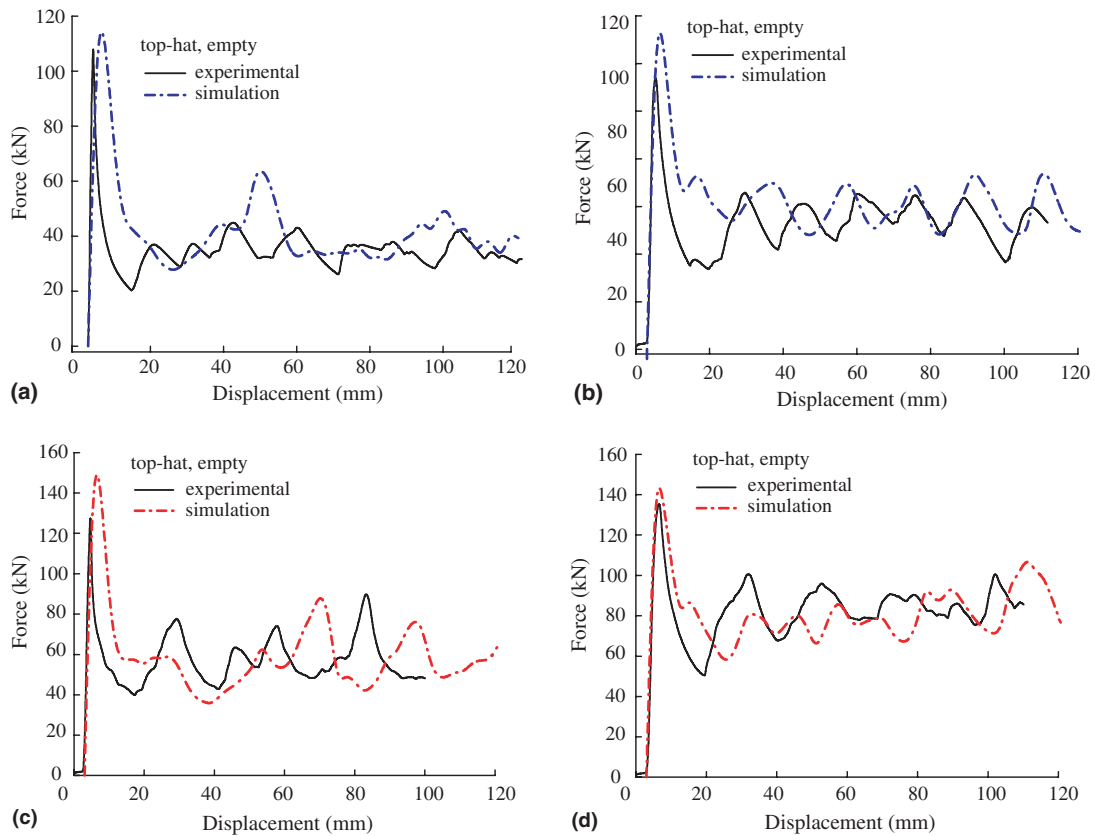 120
100
80
60
40
20
0
Force (kN)
top-hat, empty
experimental
simulation
20 40 60 80 100 120
Displacement (mm)
(a)
120
100
80
60
40
20
0
Force (kN)
top-hat, empty
experimental
simulation
0 20 40 60 80 100 120
Displacement (mm)
(b)
160
140
120
100
80
60
40
20
0
Force (kN)
top-hat, empty
experimental
simulation
0 20 40 60 80 100 120
Displacement (mm)
(c)
160
140
120
100
80
60
40
20
0
Force (kN)
top-hat, empty
experimental
simulation
0 20 40 60 80 100 120
Displacement (mm)
(d)